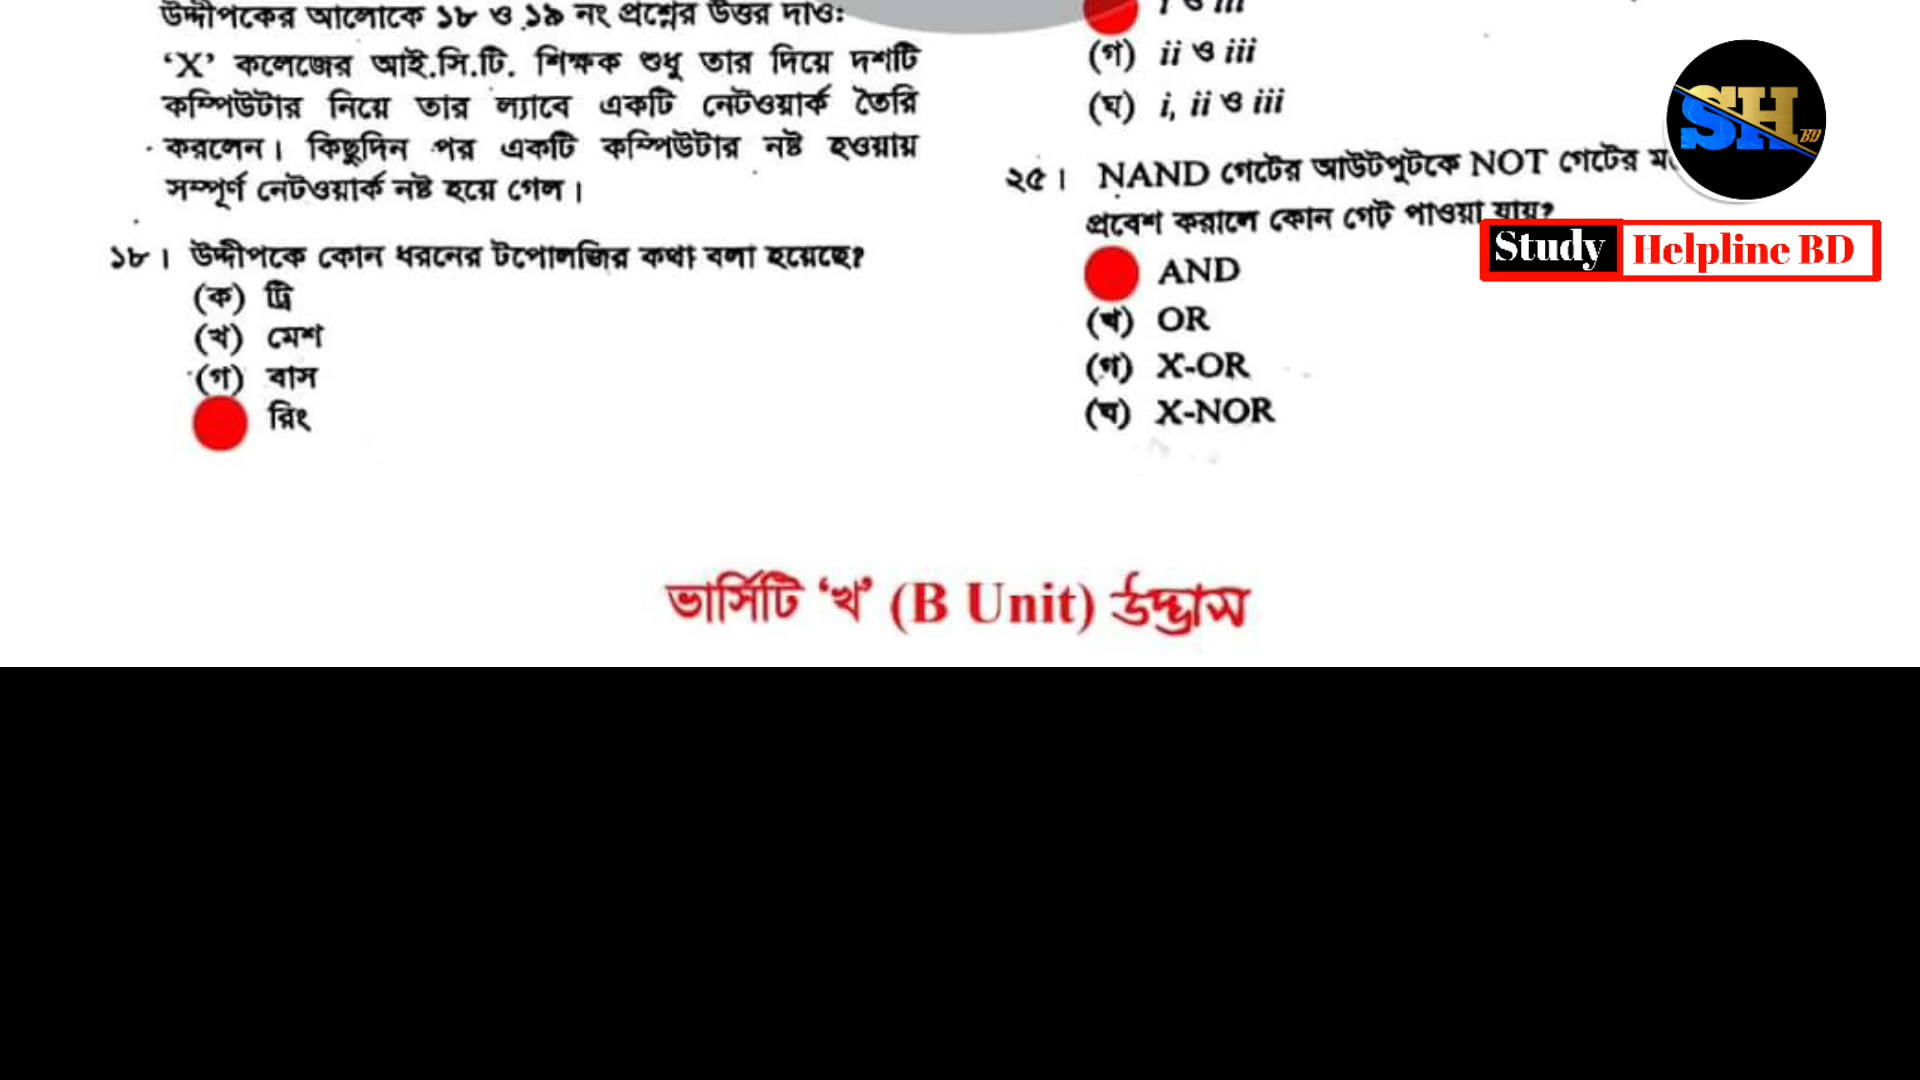 উদ্দীপকের আলোকে ১৮ ও ১৯ নং প্রশ্নের উত্তর দাও:
‘X’ কলেজের আই.সি.টি. শিক্ষক শুধু তার দিয়ে দশটি
কম্পিউটার নিয়ে তার ল্যাবে একটি নেটওয়ার্ক তৈরি
করলেন। কিছুদিন পর একটি কম্পিউটার নষ্ট হওয়ায়
সম্পূর্ণ নেটওয়ার্ক নষ্ট হয়ে গেল।
১৮। উদ্দীপকে কোন ধরনের টপোলজির কথা বলা হয়েছে?
(ক) ট্রি
(খ) মেশ
(গ) বাস
রিং
i ও iii
(গ) ii ও iii
(ঘ) i, ii ও iii
২৫। NAND গেটের আউটপুটকে NOT গেটের
প্রবেশ করালে কোন গেট পাওয়া যায়?
AND
(খ) OR
(গ) X-OR
(ঘ) X-NOR
SH BD
Study Helpline BD
ভার্সিটি ‘খ’ (B Unit) উদ্ভাস